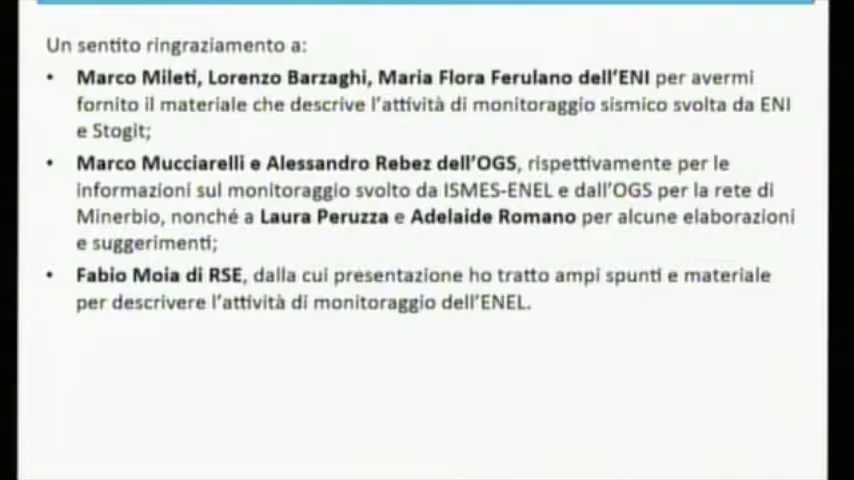 Un sentito ringraziamento a:
• Marco Mileti, Lorenzo Barzaghi, Maria Flora Ferulano dell'ENI per avermi
fornito il materiale che descrive l'attività di monitoraggio sismico svolta da ENI
e Stogit;
• Marco Mucciarelli e Alessandro Rebez dell'OGS, rispettivamente per le
informazioni sul monitoraggio svolto da ISMES-ENEL e dall'OGS per la rete di
Minerbio, nonché a Laura Peruzza e Adelaide Romano per alcune elaborazioni
e suggerimenti;
• Fabio Moia di RSE, dalla cui presentazione ho tratto ampi spunti e materiale
per descrivere l'attività di monitoraggio dell'ENEL.